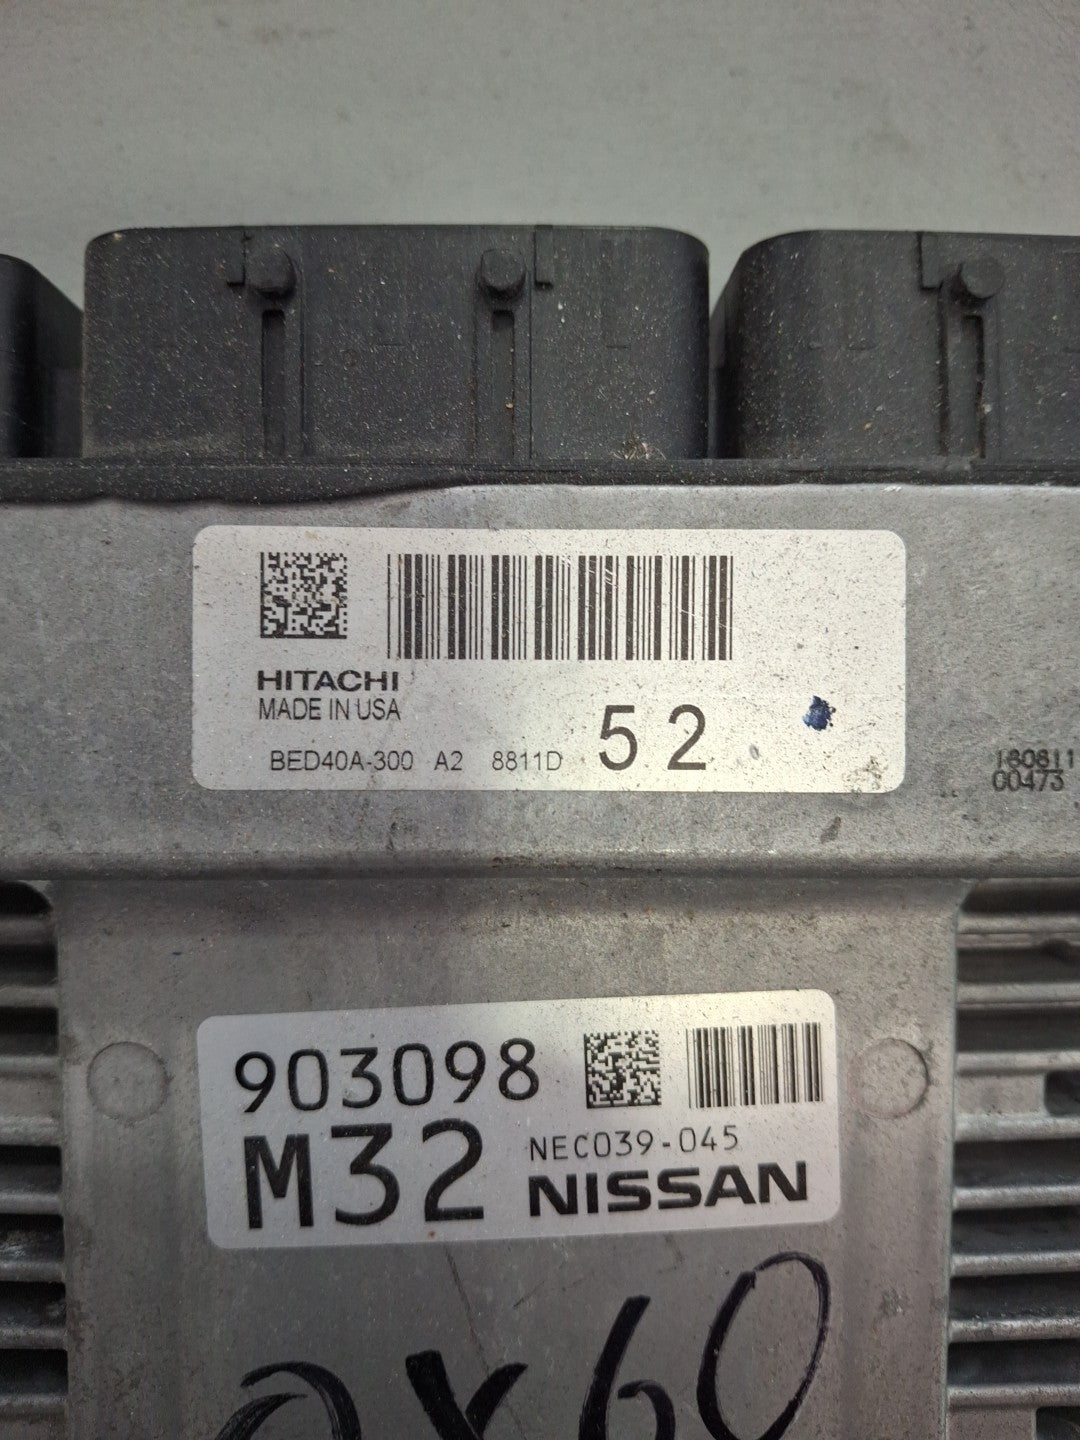 HITACHI
MADE IN USA
BED40A-300 A2 8811D 52
160811
00473
903098
M32
NEC039-045
NISSAN
QX60